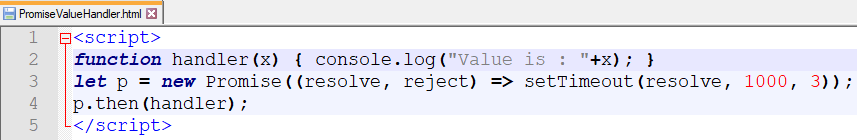 PromiseValueHandler.html
1 <script>
2 function handler(x) { console.log("Value is : "+x); }
3 let p = new Promise((resolve, reject) => setTimeout(resolve, 1000, 3));
4 p.then(handler);
5 </script>